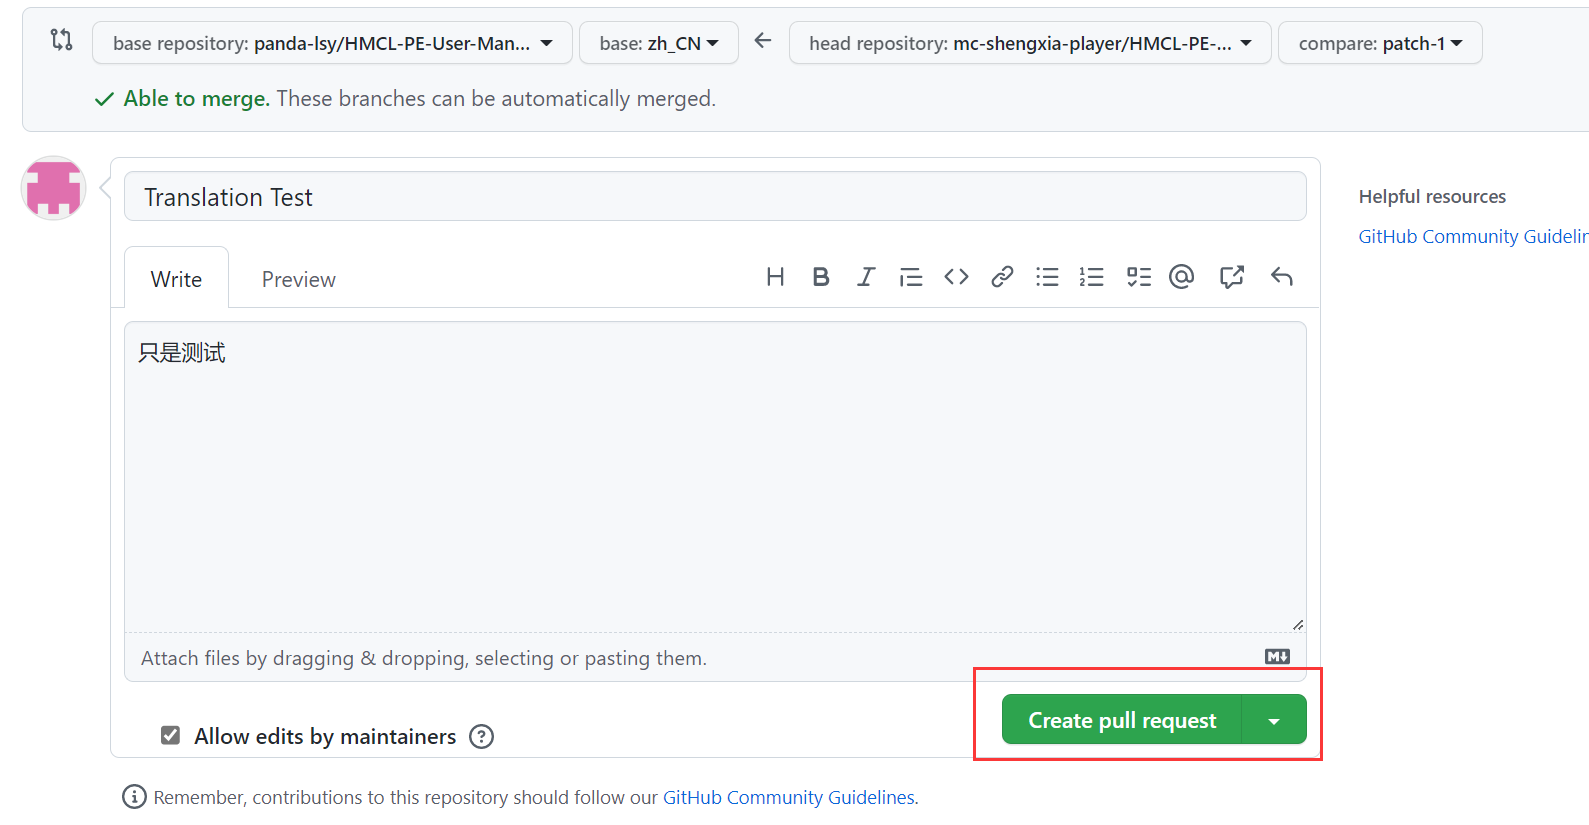 base repository: panda-lsy/HMCL-PE-User-Man... base: zh_CN head repository: mc-shengxia-player/HMCL-PE-... compare: patch-1
Able to merge. These branches can be automatically merged.
Translation Test
Helpful resources
GitHub Community Guidelin
Write Preview
只是测试
Attach files by dragging & dropping, selecting or pasting them.
Create pull request
Allow edits by maintainers
Remember, contributions to this repository should follow our GitHub Community Guidelines.